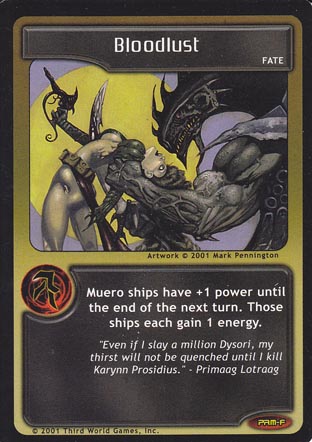 Bloodlust
FATE
Artwork © 2001 Mark Pennington
Muero ships have +1 power until
the end of the next turn. Those
ships each gain 1 energy.
"Even if I slay a million Dysori, my
thirst will not be quenched until I kill
Karynn Prosidius." - Primaag Lotraag
© 2001 Third World Games, Inc.
PRM-F